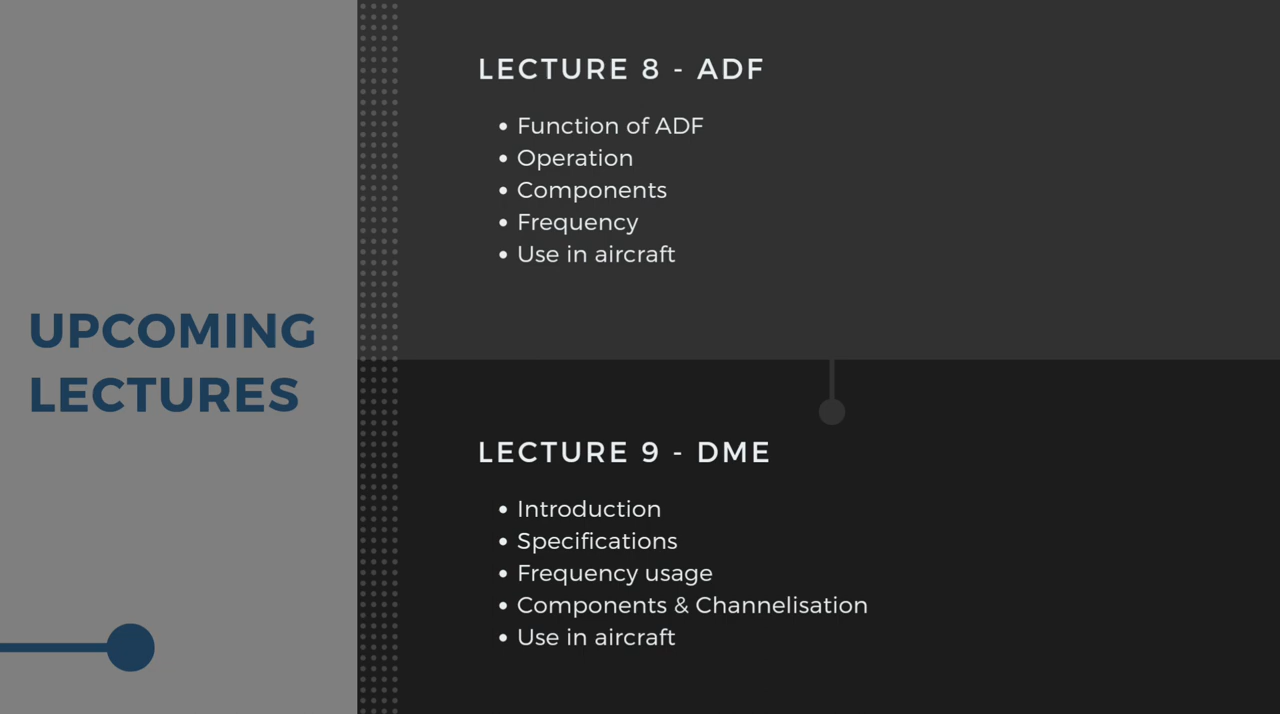 UPCOMING
LECTURES
LECTURE 8 - ADF
• Function of ADF
• Operation
• Components
• Frequency
• Use in aircraft
LECTURE 9 - DME
• Introduction
• Specifications
• Frequency usage
• Components & Channelisation
• Use in aircraft